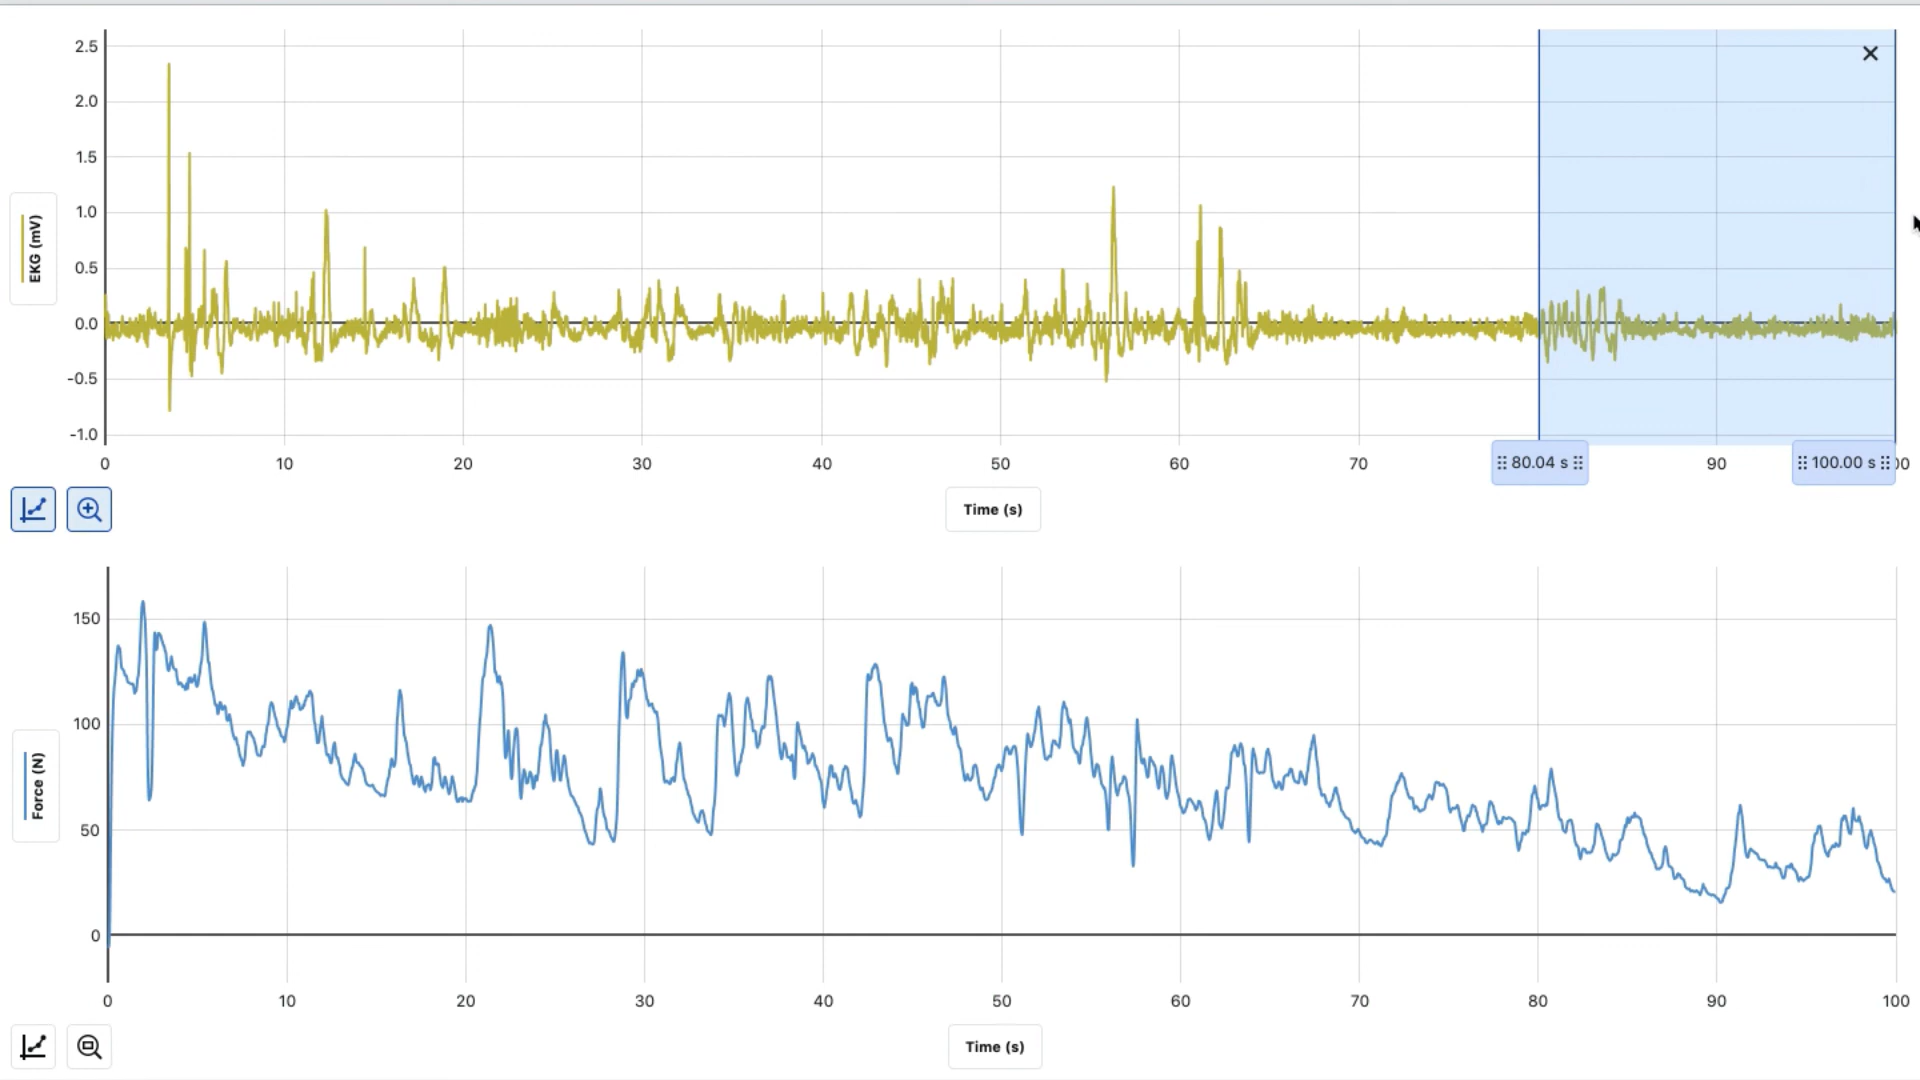 2.5
2.0
1.5
1.0
0.5
0.0
-0.5
-1.0
EKG (mV)
0 10 20 30 40 50 60 70 80.04 s 90 100.00 s 00
Time (s)
150
100
50
0
Force (N)
0 10 20 30 40 50 60 70 80 90 100
Time (s)